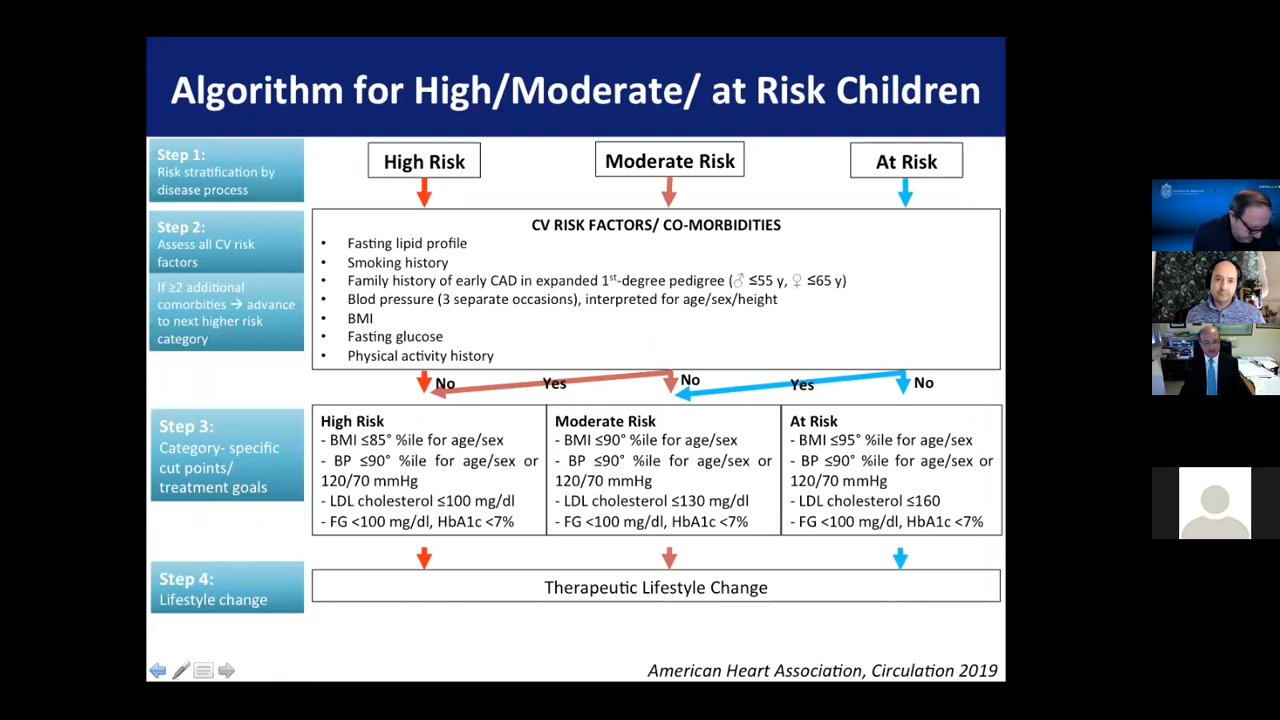 Algorithm for High/Moderate/ at Risk Children
Step 1:
Risk stratification by
disease process
High Risk
Moderate Risk
At Risk
Step 2:
Assess all CV risk
factors
If ≥2 additional
comorbities → advance
to next higher risk
category
CV RISK FACTORS/ CO-MORBIDITIES
• Fasting lipid profile
• Smoking history
• Family history of early CAD in expanded 1st-degree pedigree (♂ ≤55 y, ♀ ≤65 y)
• Blod pressure (3 separate occasions), interpreted for age/sex/height
• BMI
• Fasting glucose
• Physical activity history
No
Yes
No
Yes
No
Step 3:
Category- specific
cut points/
treatment goals
High Risk
- BMI ≤85° %ile for age/sex
- BP ≤90° %ile for age/sex or
120/70 mmHg
- LDL cholesterol ≤100 mg/dl
- FG <100 mg/dl, HbA1c <7%
Moderate Risk
- BMI ≤90° %ile for age/sex
- BP ≤90° %ile for age/sex or
120/70 mmHg
- LDL cholesterol ≤130 mg/dl
- FG <100 mg/dl, HbA1c <7%
At Risk
- BMI ≤95° %ile for age/sex
- BP ≤90° %ile for age/sex or
120/70 mmHg
- LDL cholesterol ≤160
- FG <100 mg/dl, HbA1c <7%
Step 4:
Lifestyle change
Therapeutic Lifestyle Change
American Heart Association, Circulation 2019